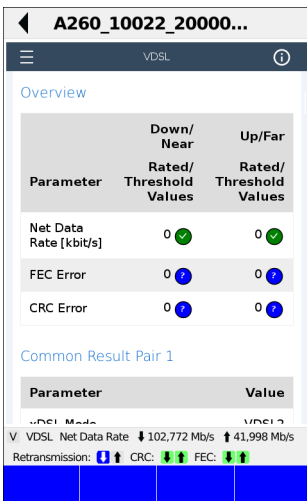 A260_10022_20000...
VDSL
Overview
Down/ Near Up/Far
Parameter Rated/ Threshold Values Rated/ Threshold Values
Net Data Rate [kbit/s] 0 0
FEC Error 0 ? 0 ?
CRC Error 0 ? 0 ?
Common Result Pair 1
Parameter Value
xDSL Mode VDSL2
V VDSL Net Data Rate 102,772 Mb/s 41,998 Mb/s
Retransmission: CRC: FEC: